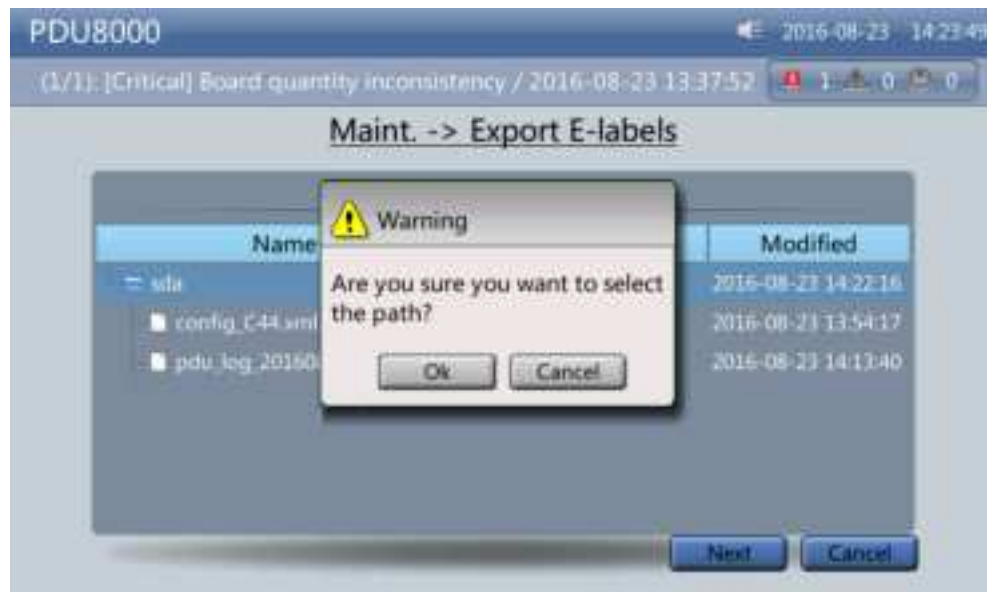 PDU8000
2016-08-23 14:23:49
(1/1): [Critical] Board quantity inconsistency / 2016-08-23 13:37:52 1 0 0
Maint. -> Export E-labels
Warning
Name Modified
Are you sure you want to select
the path?
sda 2016-08-23 14:22:16
config_C44.xml 2016-08-23 13:54:17
pdu_log_20160 2016-08-23 14:13:40
Ok Cancel
Next Cancel